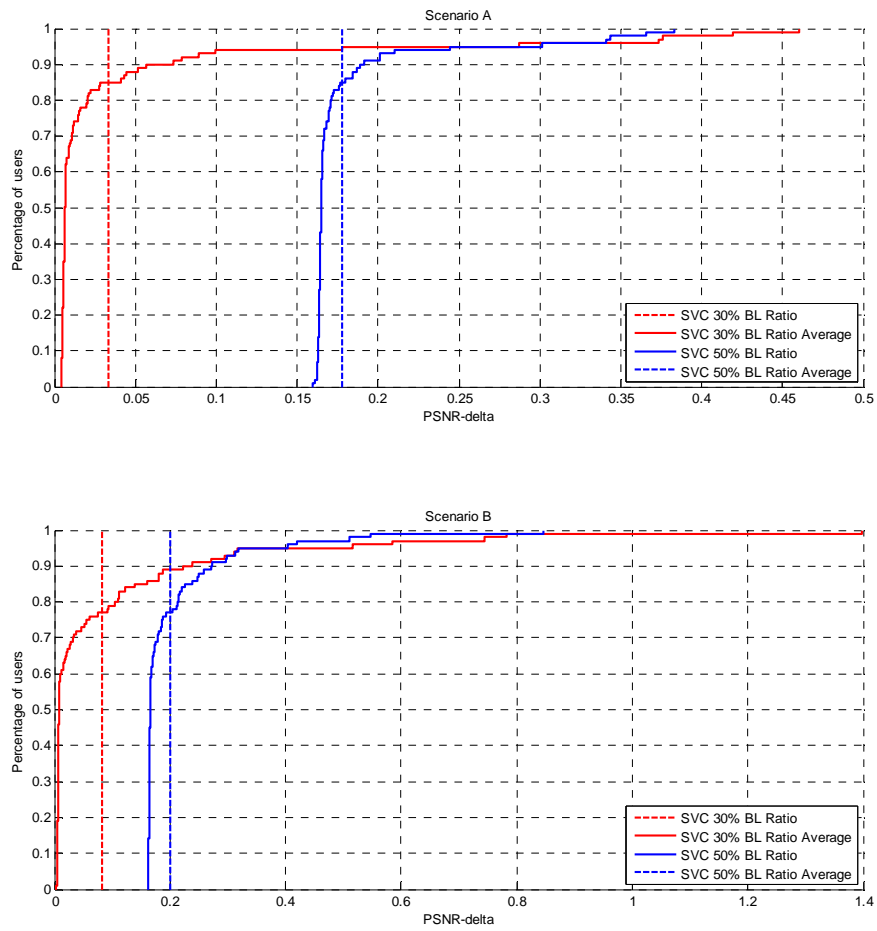 Scenario A
1
0.9
0.8
0.7
0.6
0.5
0.4
0.3
0.2
0.1
0
Percentage of users
SVC 30% BL Ratio
SVC 30% BL Ratio Average
SVC 50% BL Ratio
SVC 50% BL Ratio Average
0 0.05 0.1 0.15 0.2 0.25 0.3 0.35 0.4 0.45 0.5
PSNR-delta
Scenario B
1
0.9
0.8
0.7
0.6
0.5
0.4
0.3
0.2
0.1
0
Percentage of users
SVC 30% BL Ratio
SVC 30% BL Ratio Average
SVC 50% BL Ratio
SVC 50% BL Ratio Average
0 0.2 0.4 0.6 0.8 1 1.2 1.4
PSNR-delta